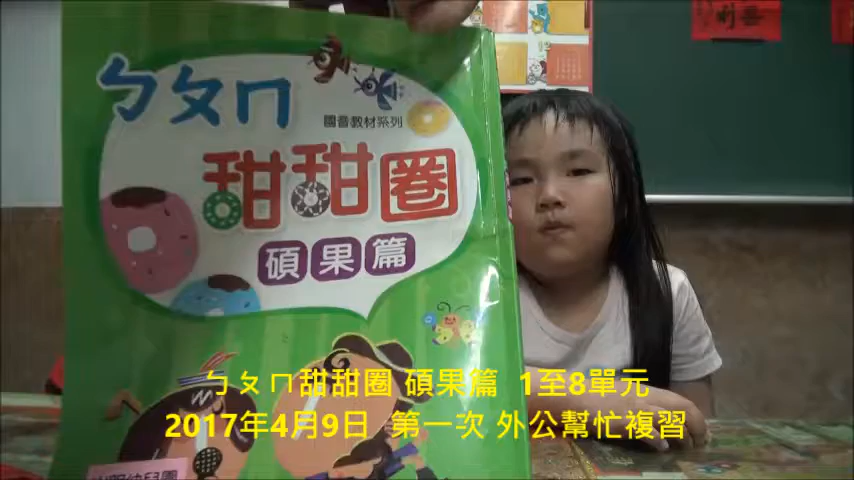 ㄅㄆㄇ
國音教材系列
甜甜圈
碩果篇
ㄅㄆㄇ甜甜圈 碩果篇 1至8單元
2017年4月9日 第一次 外公幫忙複習